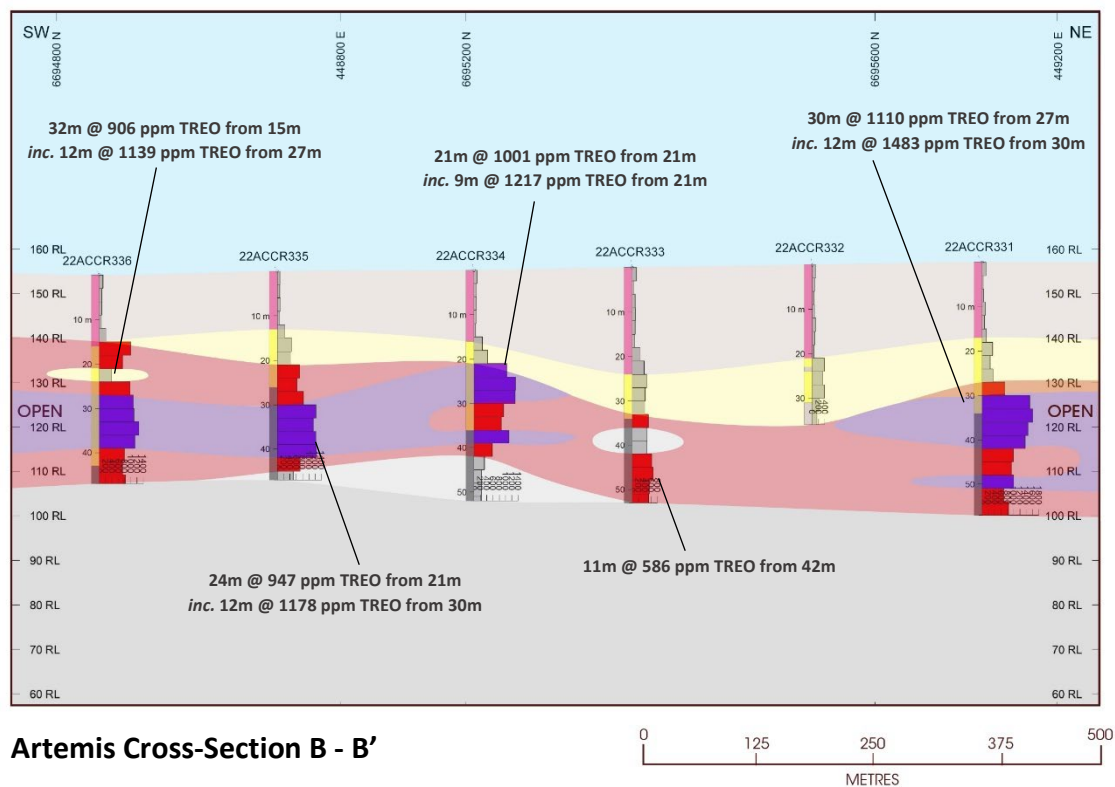 SW
6694800 N
448800 E
6695200 N
6695600 N
449200 E
NE
32m @ 906 ppm TREO from 15m
inc. 12m @ 1139 ppm TREO from 27m
21m @ 1001 ppm TREO from 21m
inc. 9m @ 1217 ppm TREO from 21m
30m @ 1110 ppm TREO from 27m
inc. 12m @ 1483 ppm TREO from 30m
160 RL
22ACCR336
22ACCR335
22ACCR334
22ACCR333
22ACCR332
22ACCR331
160 RL
150 RL
150 RL
10 m
10 m
10 m
10 m
10 m
10 m
140 RL
140 RL
20
20
20
20
20
20
130 RL
130 RL
30
30
30
30
30
30
OPEN
OPEN
120 RL
120 RL
40
40
40
40
40
110 RL
110 RL
50
50
50
100 RL
100 RL
90 RL
90 RL
80 RL
80 RL
70 RL
70 RL
60 RL
60 RL
24m @ 947 ppm TREO from 21m
inc. 12m @ 1178 ppm TREO from 30m
11m @ 586 ppm TREO from 42m
Artemis Cross-Section B - B’
0
125
250
375
500
METRES